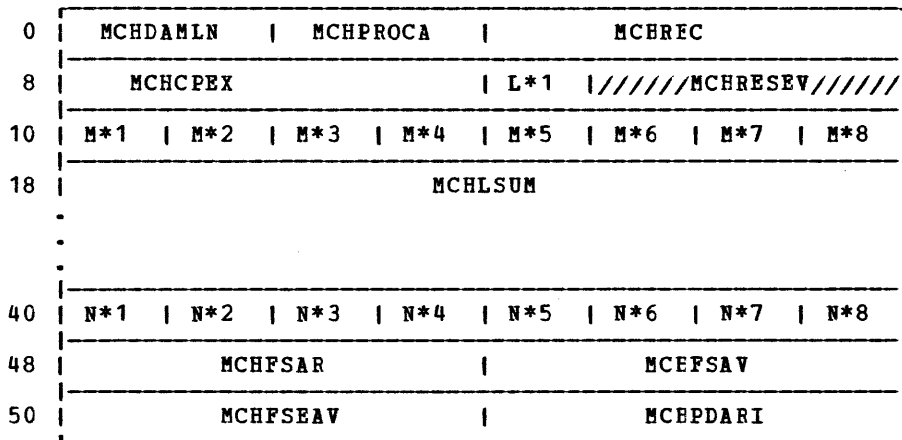 0 | MCHDAMLN | MCHPROCA | MCHREC
8 | MCHCPEX | L*1 |//////MCHRESEV//////
10 | M*1 | M*2 | M*3 | M*4 | M*5 | M*6 | M*7 | M*8
18 | MCHLSUM
40 | N*1 | N*2 | N*3 | N*4 | N*5 | N*6 | N*7 | N*8
48 | MCHFSAR | MCHFSAV
50 | MCHFSEAV | MCHPDARI